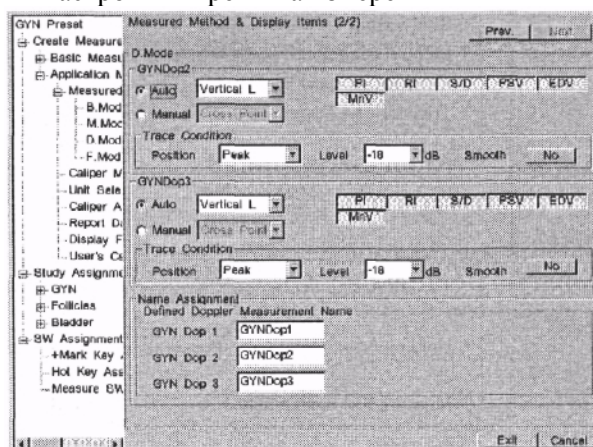 GYN Preset
Create Measure
Basic Measu
Application M
Measured
B.Mod
M.Mod
D.Mod
F.Mod
Caliper M
Unit Sele
Caliper A
Report Di
Display F
User's Ca
Study Assignme
GYN
Follicles
Bladder
SW Assignment
+Mark Key
Hot Key Ass
Measure SW
Measured Method & Display Items (2/2)
Prev. Next
D.Mode
GYNDop2
Auto Vertical L PI RI S/D PSV EDV
MnV
Manual Cross Point
Trace Condition
Position Peak Level -18 dB Smooth No
GYNDop3
Auto Vertical L PI RI S/D PSV EDV
MnV
Manual Cross Point
Trace Condition
Position Peak Level -18 dB Smooth No
Name Assignment
Defined Doppler Measurement Name
GYN Dop 1 GYNDop1
GYN Dop 2 GYNDop2
GYN Dop 3 GYNDop3
Exit Cancel